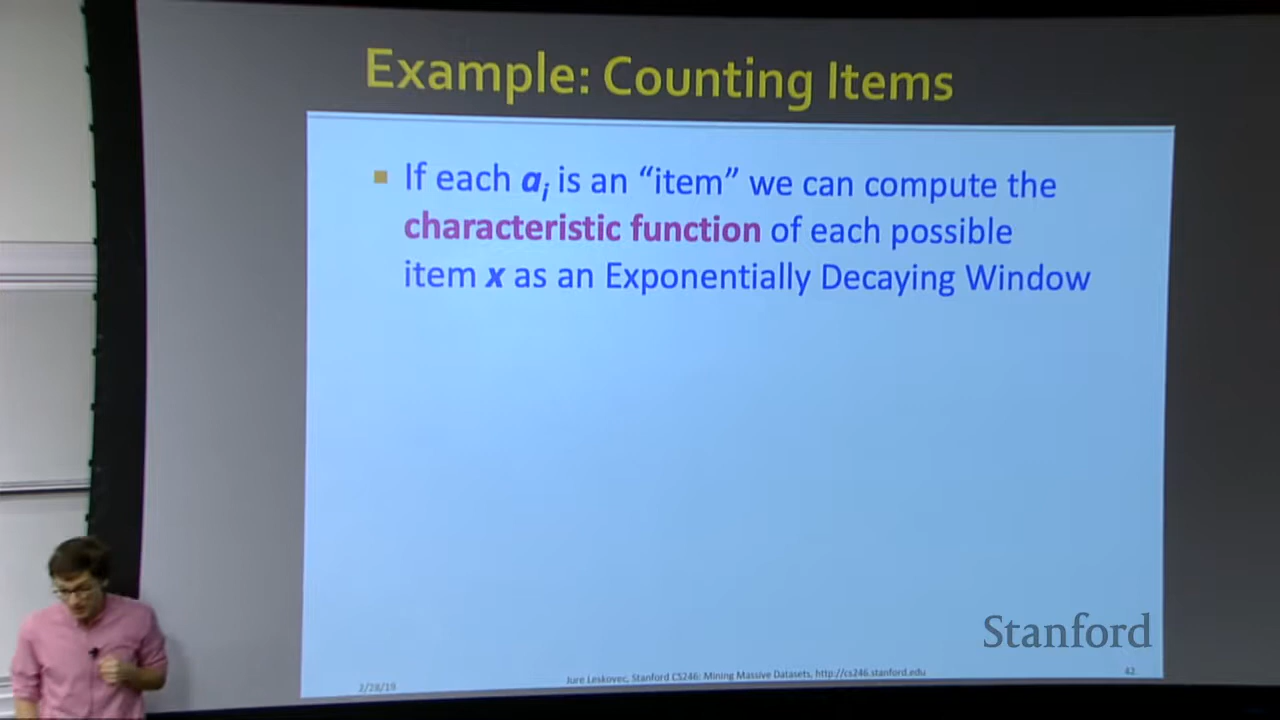 Example: Counting Items
If each aᵢ is an “item” we can compute the
characteristic function of each possible
item x as an Exponentially Decaying Window
Stanford
2/28/19
Jure Leskovec, Stanford CS246: Mining Massive Datasets, http://cs246.stanford.edu
42